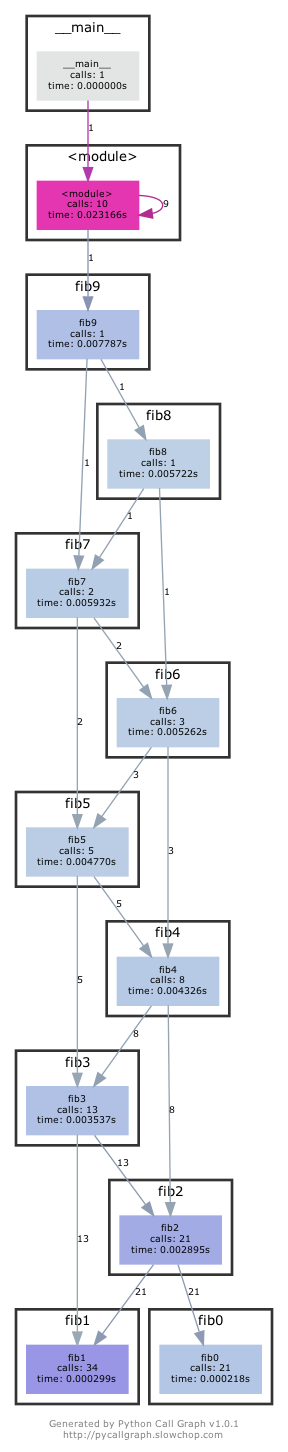 __main__
__main__
calls: 1
time: 0.000000s
1
<module>
<module>
calls: 10
time: 0.023166s
9
1
fib9
fib9
calls: 1
time: 0.007787s
1
fib8
fib8
calls: 1
time: 0.005722s
1
1
fib7
fib7
calls: 2
time: 0.005932s
1
2
fib6
fib6
calls: 3
time: 0.005262s
2
3
fib5
fib5
calls: 5
time: 0.004770s
3
5
fib4
fib4
calls: 8
time: 0.004326s
5
8
fib3
fib3
calls: 13
time: 0.003537s
8
13
fib2
fib2
calls: 21
time: 0.002895s
13
21
21
fib1
fib1
calls: 34
time: 0.000299s
fib0
fib0
calls: 21
time: 0.000218s
Generated by Python Call Graph v1.0.1
http://pycallgraph.slowchop.com